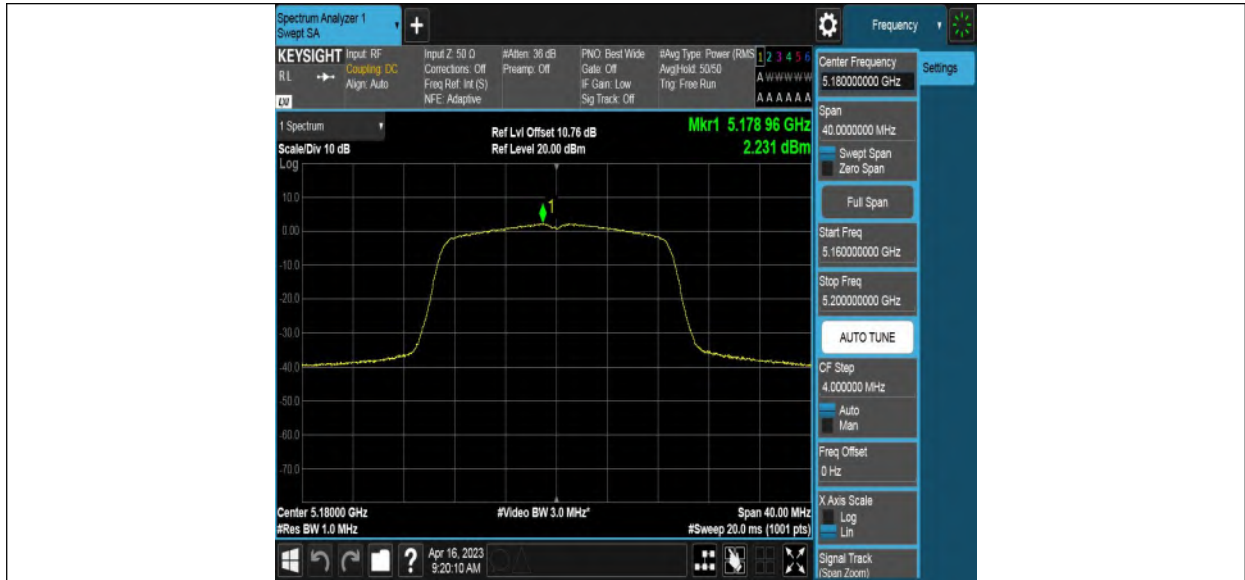 Spectrum Analyzer 1
Swept SA
+
Frequency
KEYSIGHT
R L
Input: RF
Coupling: DC
Align: Auto
Input Z: 50 Ω
Corrections: Off
Freq Ref: Int (S)
NFE: Adaptive
#Atten: 36 dB
Preamp: Off
PNO: Best Wide
Gate: Off
IF Gain: Low
Sig Track: Off
#Avg Type: Power (RMS
Avg|Hold: 50/50
Trig: Free Run
1 2 3 4 5 6
A W W W W W
A A A A A A
1 Spectrum
Scale/Div 10 dB
Log
Ref Lvl Offset 10.76 dB
Ref Level 20.00 dBm
Mkr1 5.178 96 GHz
2.231 dBm
1
10.0
0.00
-10.0
-20.0
-30.0
-40.0
-50.0
-60.0
-70.0
Center 5.18000 GHz
#Res BW 1.0 MHz
#Video BW 3.0 MHz*
Span 40.00 MHz
#Sweep 20.0 ms (1001 pts)
?
Apr 16, 2023
9:20:10 AM
Center Frequency
5.180000000 GHz
Settings
Span
40.0000000 MHz
Swept Span
Zero Span
Full Span
Start Freq
5.160000000 GHz
Stop Freq
5.200000000 GHz
AUTO TUNE
CF Step
4.000000 MHz
Auto
Man
Freq Offset
0 Hz
X Axis Scale
Log
Lin
Signal Track
(Span Zoom)